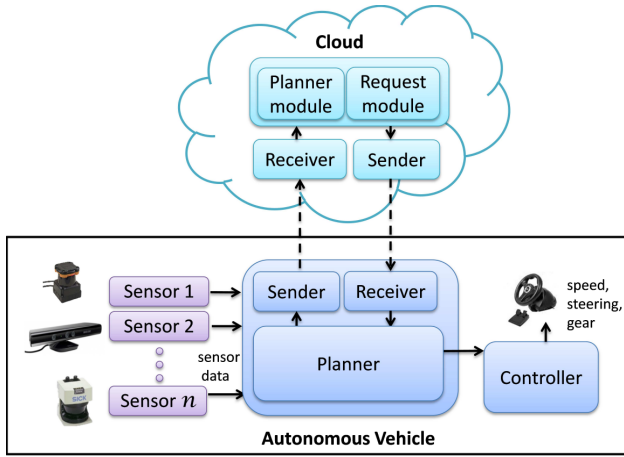 Cloud
Planner
module
Request
module
Receiver
Sender
Sensor 1
Sensor 2
Sensor n
sensor
data
Sender
Receiver
Planner
Controller
speed,
steering,
gear
SICK
Autonomous Vehicle